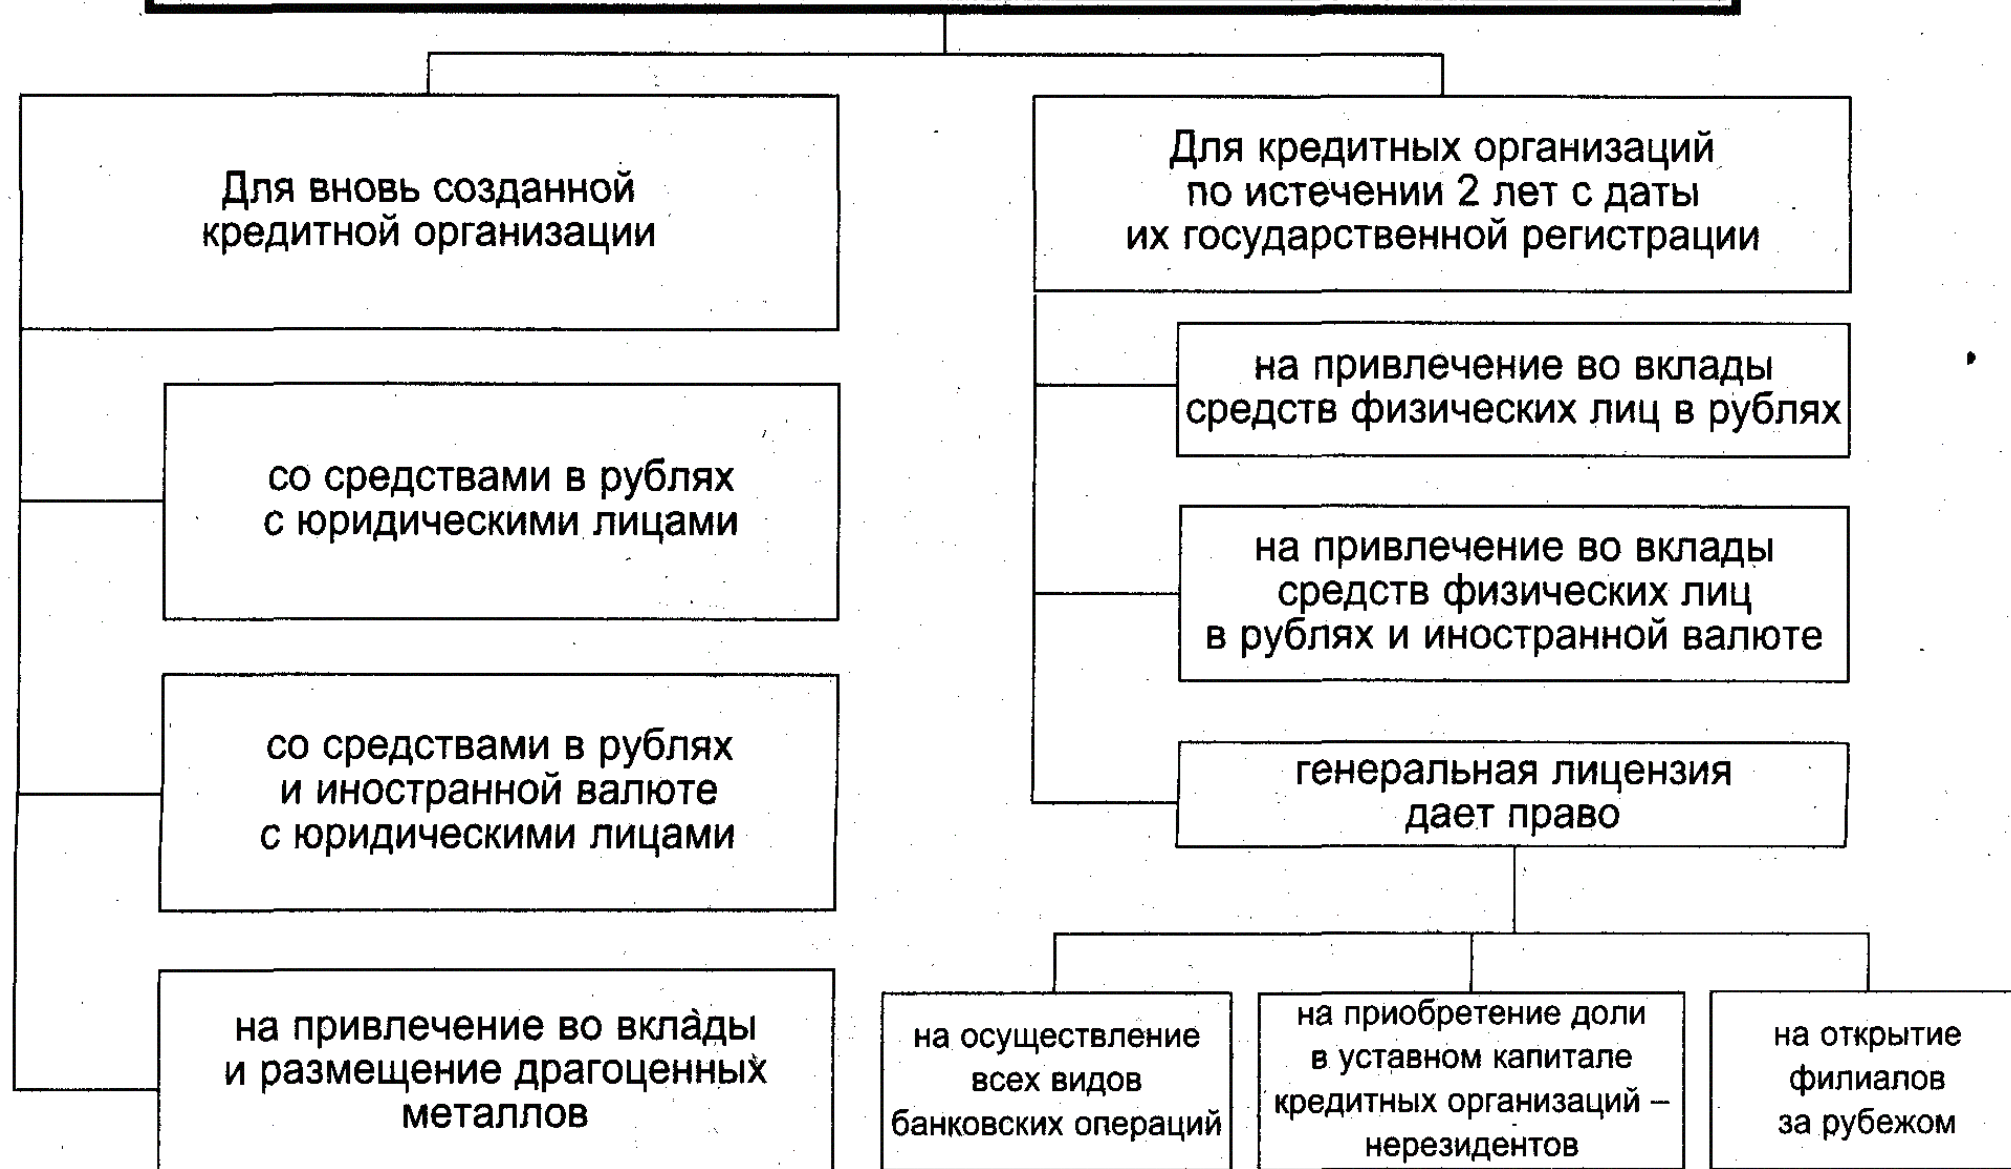 Для вновь созданной
кредитной организации
со средствами в рублях
с юридическими лицами
со средствами в рублях
и иностранной валюте
с юридическими лицами
на привлечение во вклады
и размещение драгоценных
металлов
Для кредитных организаций
по истечении 2 лет с даты
их государственной регистрации
на привлечение во вклады
средств физических лиц в рублях
на привлечение во вклады
средств физических лиц
в рублях и иностранной валюте
генеральная лицензия
дает право
на осуществление
всех видов
банковских операций
на приобретение доли
в уставном капитале
кредитных организаций –
нерезидентов
на открытие
филиалов
за рубежом